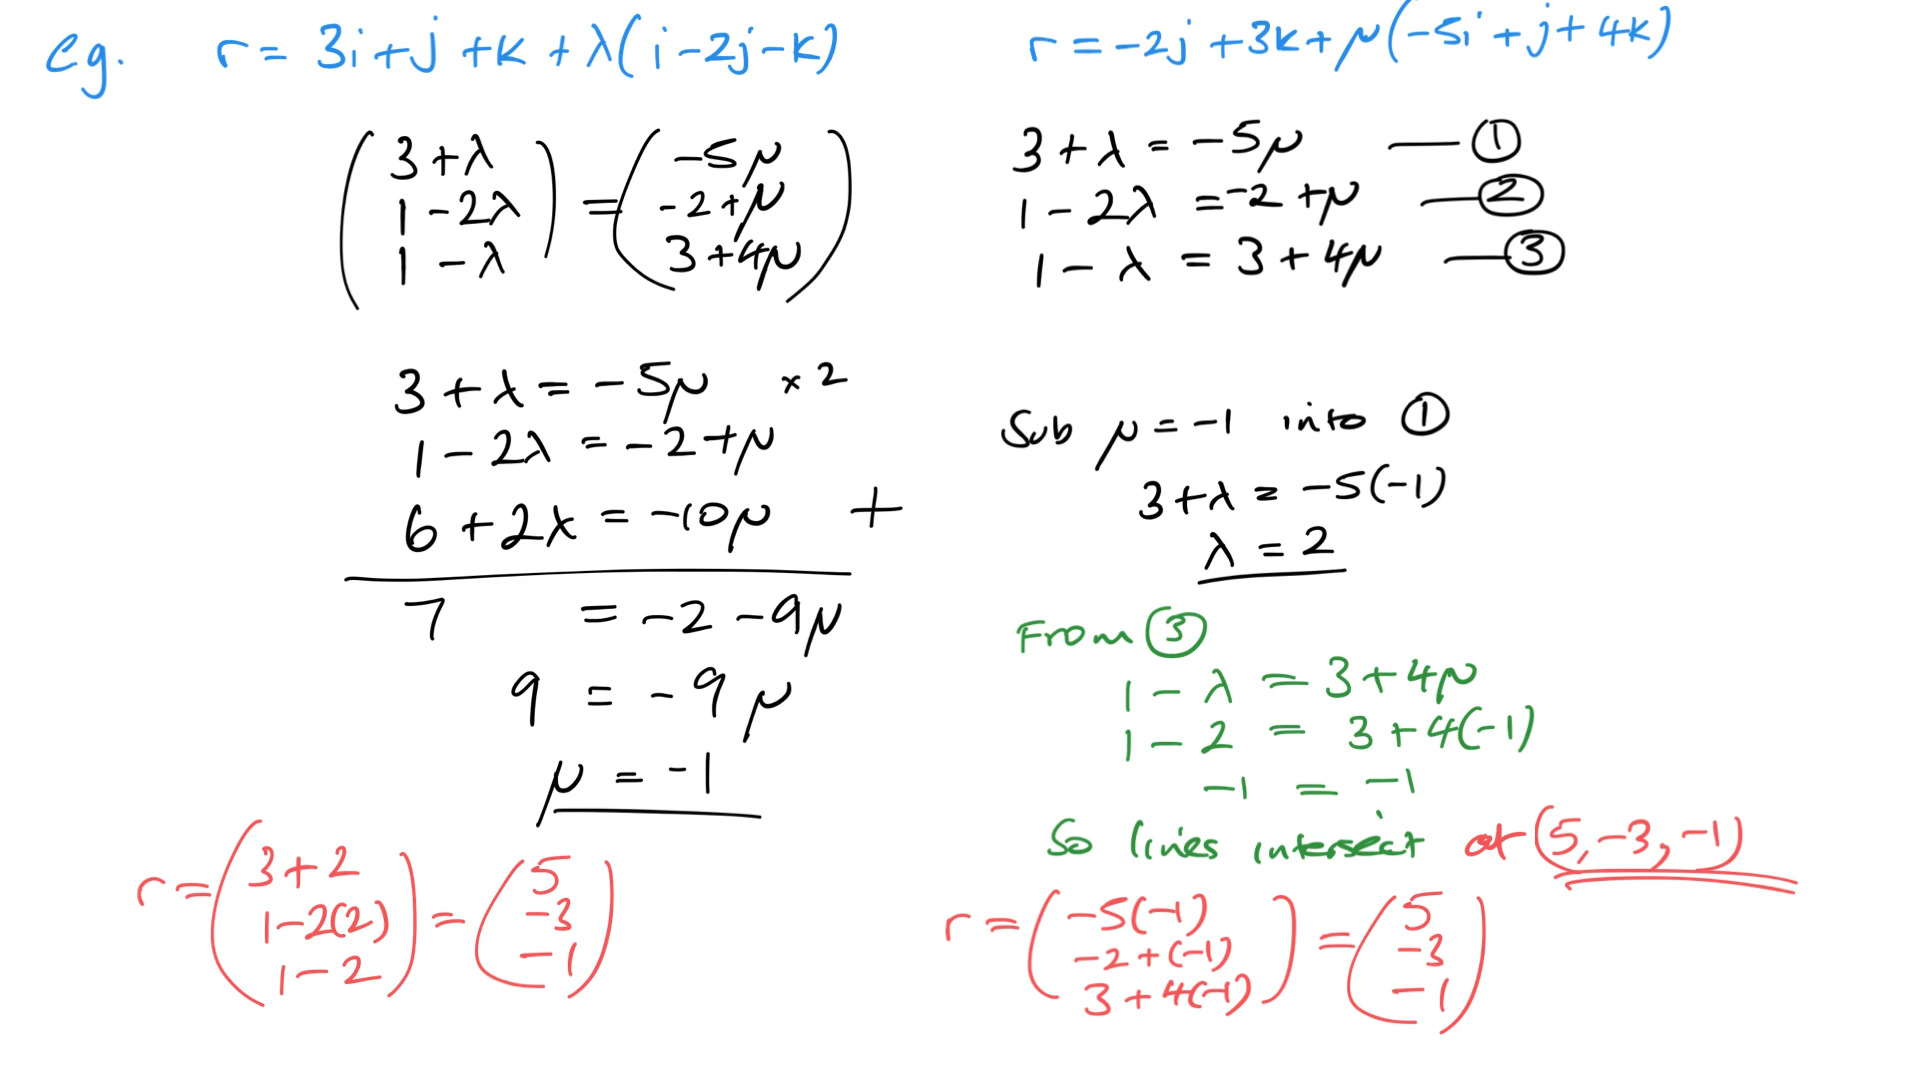 e.g. r = 3i + j + k + λ(i - 2j - k)
r = -2j + 3k + μ(-5i + j + 4k)
(3 + λ) = (-5μ)
(1 - 2λ) = (-2 + μ)
(1 - λ) = (3 + 4μ)
3 + λ = -5μ — ①
1 - 2λ = -2 + μ — ②
1 - λ = 3 + 4μ — ③
3 + λ = -5μ × 2
1 - 2λ = -2 + μ
6 + 2λ = -10μ +
7 = -2 - 9μ
9 = -9μ
μ = -1
Sub μ = -1 into ①
3 + λ = -5(-1)
λ = 2
From ③
1 - λ = 3 + 4μ
1 - 2 = 3 + 4(-1)
-1 = -1
So lines intersect at (5, -3, -1)
r = (3 + 2) = (5)
(1 - 2(2)) (-3)
(1 - 2) (-1)
r = (-5(-1)) = (5)
(-2 + (-1)) (-3)
(3 + 4(-1)) (-1)